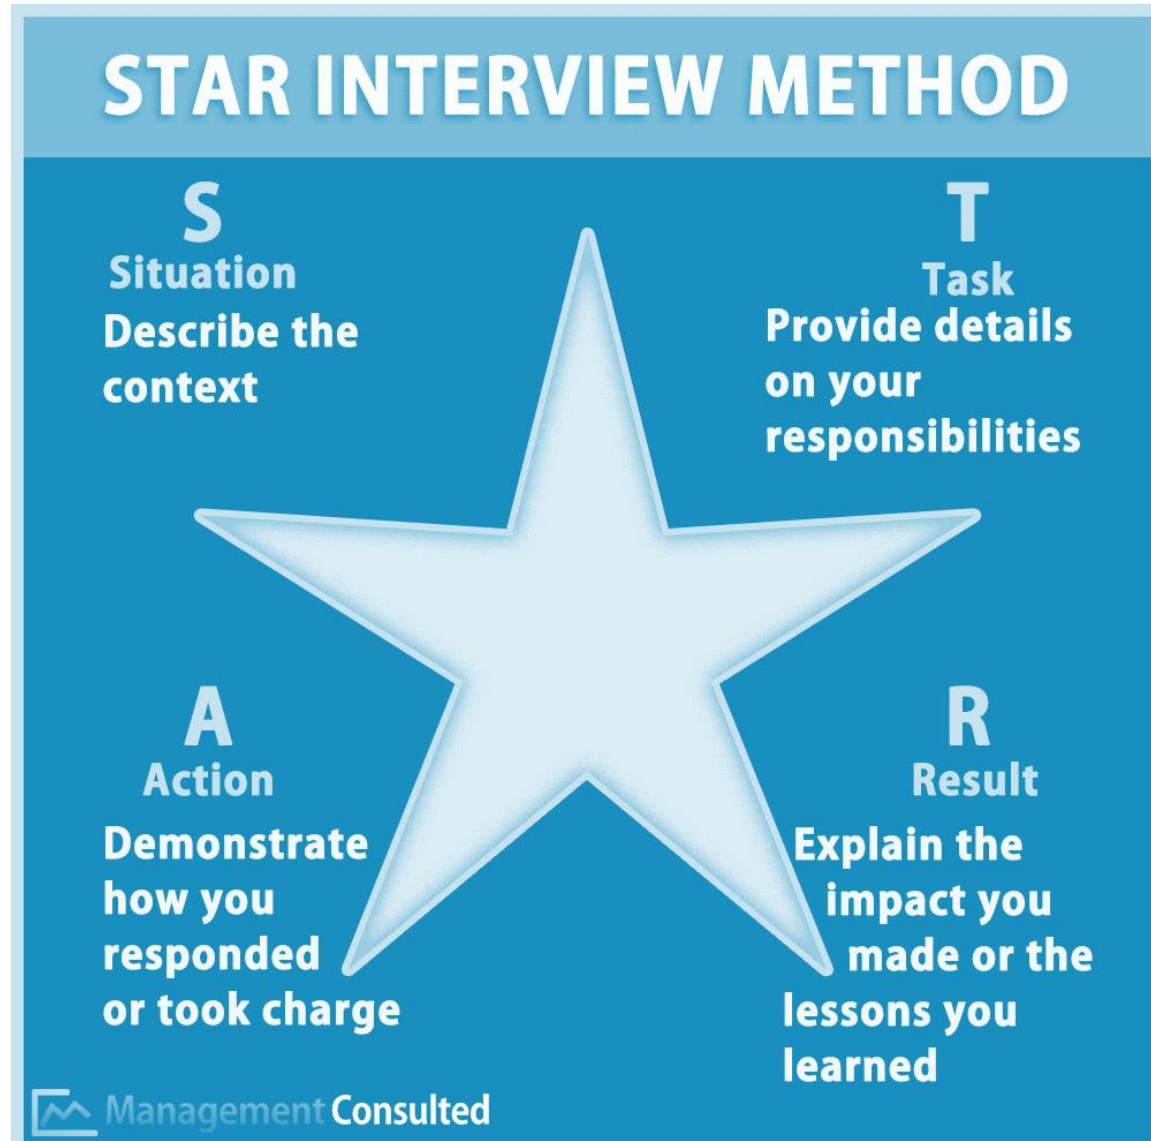 STAR INTERVIEW METHOD
S
Situation
Describe the
context
T
Task
Provide details
on your
responsibilities
A
Action
Demonstrate
how you
responded
or took charge
R
Result
Explain the
impact you
made or the
lessons you
learned
Management Consulted